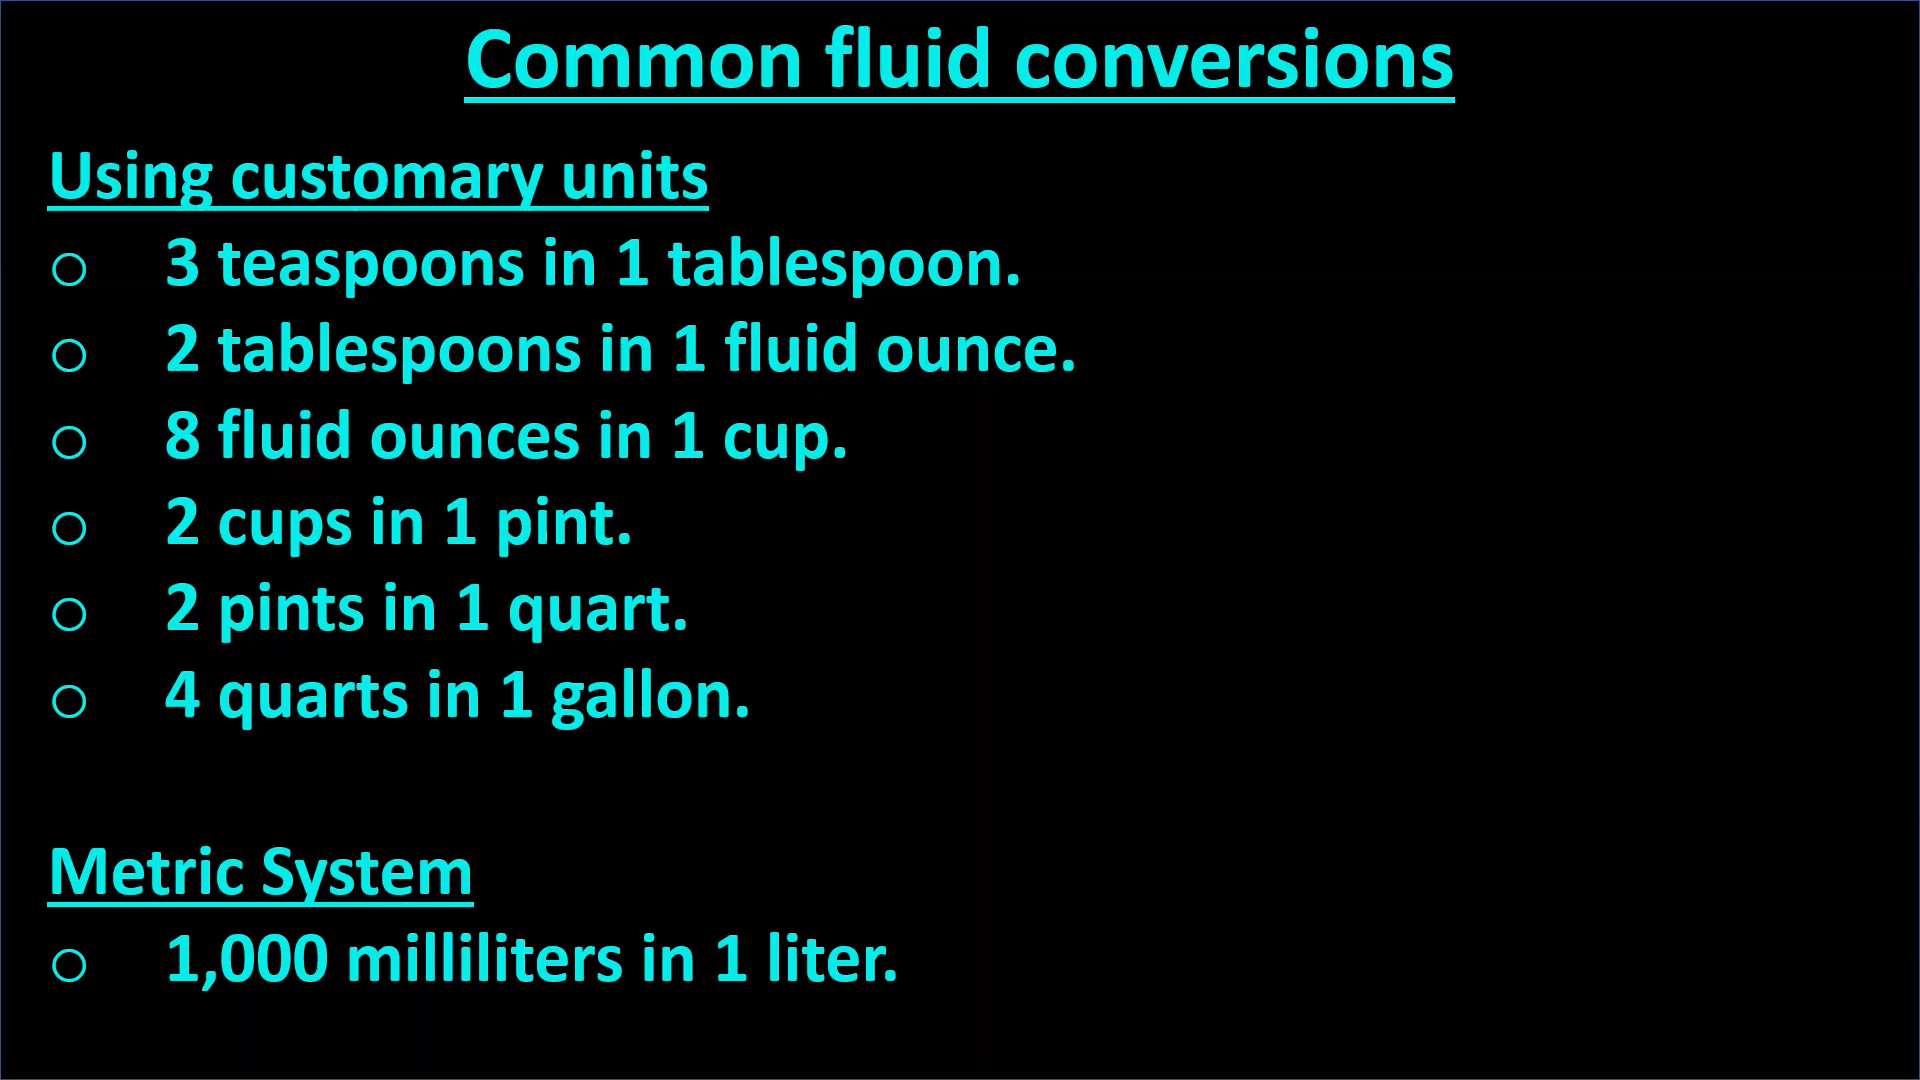 Common fluid conversions
Using customary units
3 teaspoons in 1 tablespoon.
2 tablespoons in 1 fluid ounce.
8 fluid ounces in 1 cup.
2 cups in 1 pint.
2 pints in 1 quart.
4 quarts in 1 gallon.
Metric System
1,000 milliliters in 1 liter.